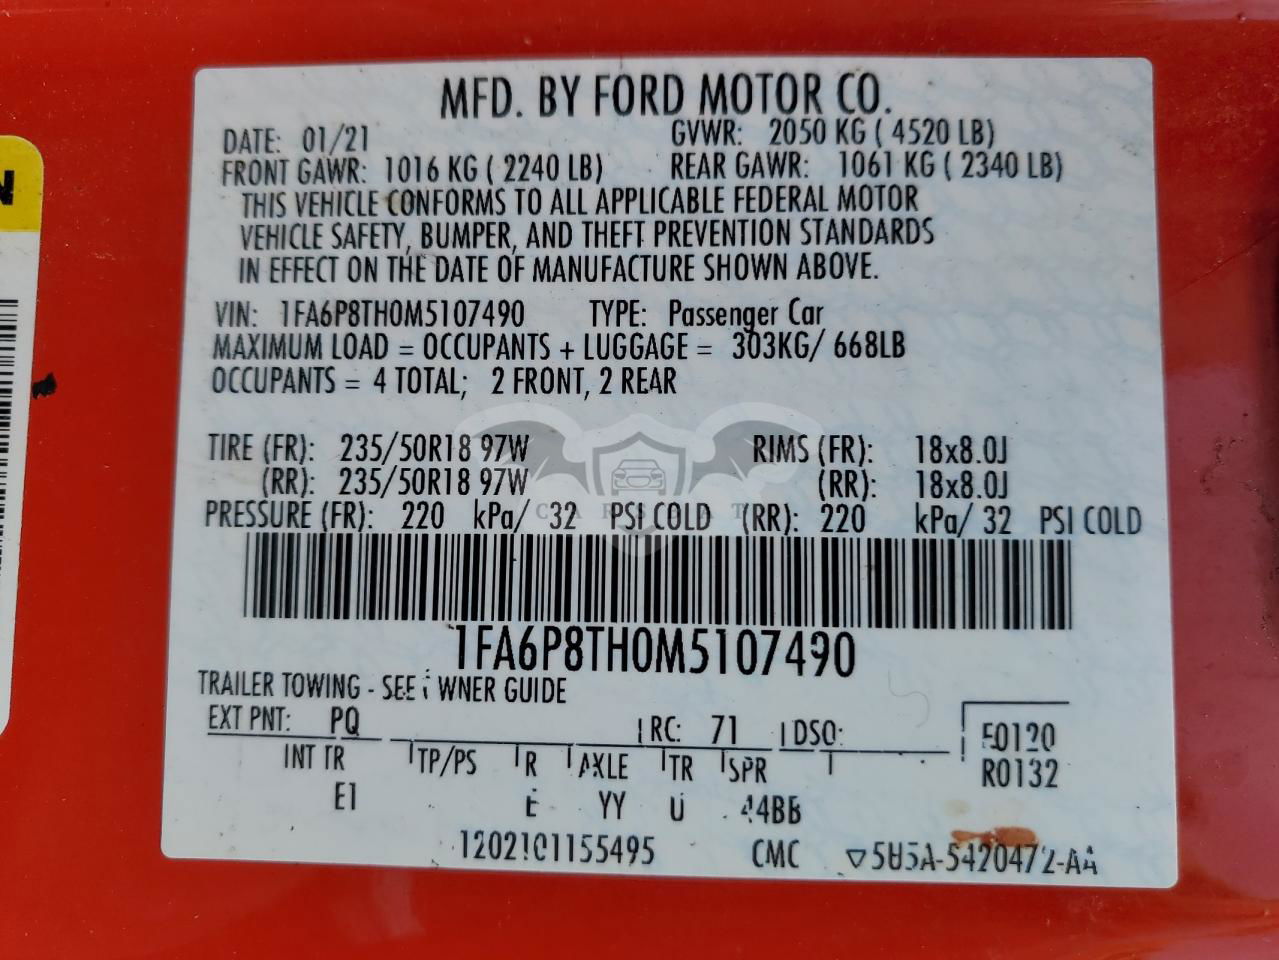 N
MFD. BY FORD MOTOR CO.
DATE: 01/21 GVWR: 2050 KG ( 4520 LB)
FRONT GAWR: 1016 KG ( 2240 LB) REAR GAWR: 1061 KG ( 2340 LB)
THIS VEHICLE CONFORMS TO ALL APPLICABLE FEDERAL MOTOR
VEHICLE SAFETY, BUMPER, AND THEFT PREVENTION STANDARDS
IN EFFECT ON THE DATE OF MANUFACTURE SHOWN ABOVE.
VIN: 1FA6P8TH0M5107490 TYPE: Passenger Car
MAXIMUM LOAD = OCCUPANTS + LUGGAGE = 303KG/ 668LB
OCCUPANTS = 4 TOTAL; 2 FRONT, 2 REAR
TIRE (FR): 235/50R18 97W RIMS (FR): 18x8.0J
(RR): 235/50R18 97W (RR): 18x8.0J
PRESSURE (FR): 220 kPa/ 32 PSI COLD (RR): 220 kPa/ 32 PSI COLD
1FA6P8TH0M5107490
TRAILER TOWING - SEE OWNER GUIDE
EXT PNT: PQ RC: 71 DSO: F0120
INT TR TP/PS R AXLE TR SPR R0132
E1 E YY U 44BB
1202101155495 CMC ▽5U5A-5420472-AA